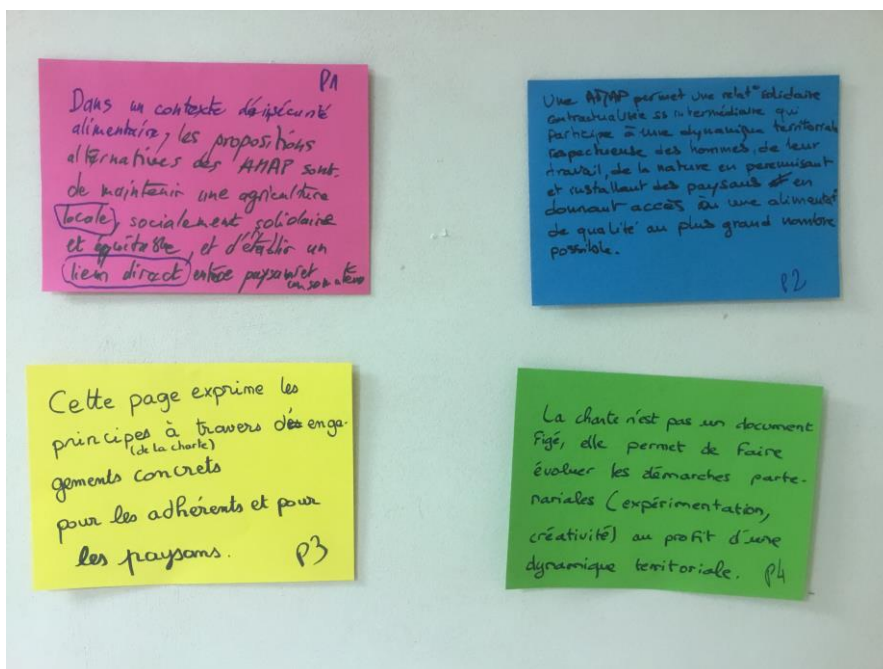 P1
Dans un contexte d'insécurité
alimentaire, les propositions
alternatives des AMAP sont
de maintenir une agriculture
locale, socialement solidaire
et équitable, et d'établir un
lien direct entre paysan et
consommateur
Une AMAP permet une relat° solidaire
contractualisée ss intermédiaire qui
participe à une dynamique territoriale
respectueuse des hommes, de leur
travail, de la nature en pérennisant
et installant des paysans et en
donnant accès à une alimentat°
de qualité au plus grand nombre
possible.
P2
Cette page exprime les
principes à travers des enga-
(de la charte)
gements concrets
pour les adhérents et pour
les paysans.
P3
La charte n'est pas un document
figé, elle permet de faire
évoluer les démarches parte-
nariales (expérimentation,
créativité) au profit d'une
dynamique territoriale. P4